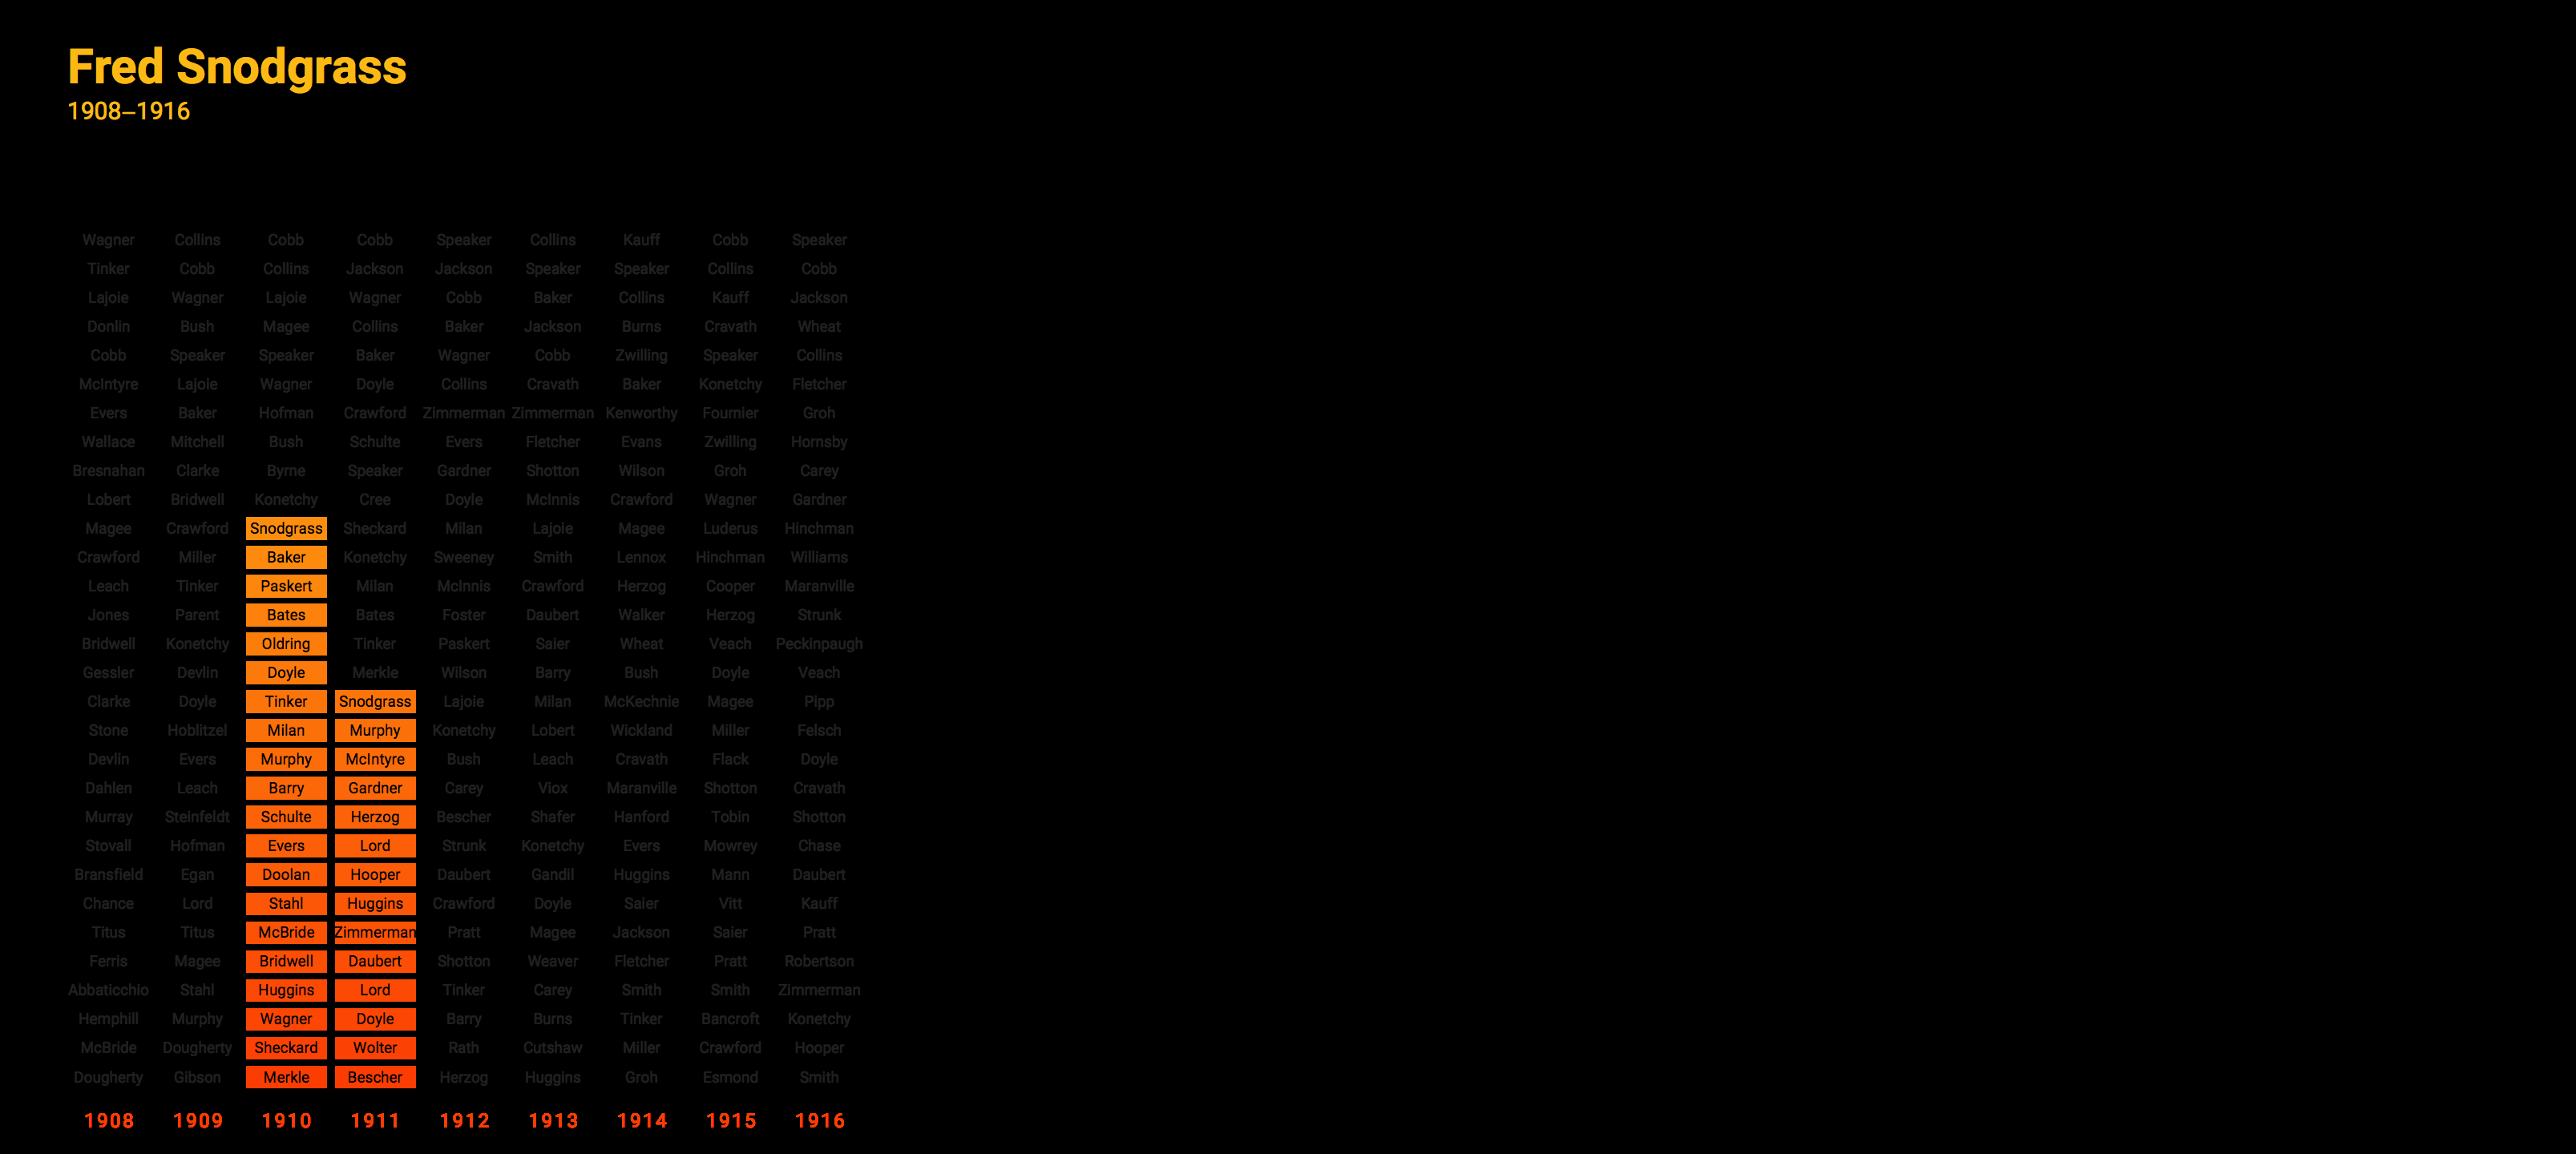 Fred Snodgrass
1908–1916
Wagner Collins Cobb Cobb Speaker Collins Kauff Cobb Speaker
Tinker Cobb Collins Jackson Jackson Speaker Speaker Collins Cobb
Lajoie Wagner Lajoie Wagner Cobb Baker Collins Kauff Jackson
Donlin Bush Magee Collins Baker Jackson Burns Cravath Wheat
Cobb Speaker Speaker Baker Wagner Cobb Zwilling Speaker Collins
McIntyre Lajoie Wagner Doyle Collins Cravath Baker Konetchy Fletcher
Evers Baker Hofman Crawford Zimmerman Zimmerman Kenworthy Fournier Groh
Wallace Mitchell Bush Schulte Evers Fletcher Evans Zwilling Hornsby
Bresnahan Clarke Byrne Speaker Gardner Shotton Wilson Groh Carey
Lobert Bridwell Konetchy Cree Doyle McInnis Crawford Wagner Gardner
Magee Crawford Snodgrass Sheckard Milan Lajoie Magee Luderus Hinchman
Crawford Miller Baker Konetchy Sweeney Smith Lennox Hinchman Williams
Leach Tinker Paskert Milan McInnis Crawford Herzog Cooper Maranville
Jones Parent Bates Bates Foster Daubert Walker Herzog Strunk
Bridwell Konetchy Oldring Tinker Paskert Saier Wheat Veach Peckinpaugh
Gessler Devlin Doyle Merkle Wilson Barry Bush Doyle Veach
Clarke Doyle Tinker Snodgrass Lajoie Milan McKechnie Magee Pipp
Stone Hoblitzel Milan Murphy Konetchy Lobert Wickland Miller Felsch
Devlin Evers Murphy McIntyre Bush Leach Cravath Flack Doyle
Dahlen Leach Barry Gardner Carey Viox Maranville Shotton Cravath
Murray Steinfeldt Schulte Herzog Bescher Shafer Hanford Tobin Shotton
Stovall Hofman Evers Lord Strunk Konetchy Evers Mowrey Chase
Bransfield Egan Doolan Hooper Daubert Gandil Huggins Mann Daubert
Chance Lord Stahl Huggins Crawford Doyle Saier Vitt Kauff
Titus Titus McBride Zimmerman Pratt Magee Jackson Saier Pratt
Ferris Magee Bridwell Daubert Shotton Weaver Fletcher Pratt Robertson
Abbaticchio Stahl Huggins Lord Tinker Carey Smith Smith Zimmerman
Hemphill Murphy Wagner Doyle Barry Burns Tinker Bancroft Konetchy
McBride Dougherty Sheckard Wolter Rath Cutshaw Miller Crawford Hooper
Dougherty Gibson Merkle Bescher Herzog Huggins Groh Esmond Smith
1908 1909 1910 1911 1912 1913 1914 1915 1916